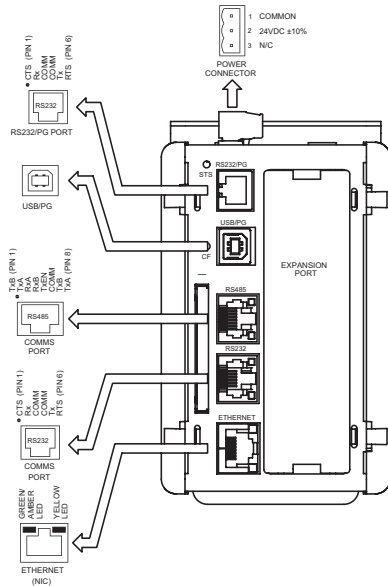 1 COMMON
2 24VDC ±10%
3 N/C
POWER
CONNECTOR
CTS (PIN 1)
Rx
COMM
COMM
Tx
RTS (PIN 6)
RS232
RS232/PG PORT
STS
RS232/PG
USB/PG
USB/PG
CF
EXPANSION
PORT
TxB (PIN 1)
TxA
RxA
RxB
TxEN
COMM
TxB
TxA (PIN 8)
RS485
COMMS
PORT
RS485
RS232
CTS (PIN 1)
Rx
COMM
COMM
Tx
RTS (PIN6)
RS232
COMMS
PORT
ETHERNET
GREEN/
AMBER
LED
YELLOW
LED
ETHERNET
(NIC)